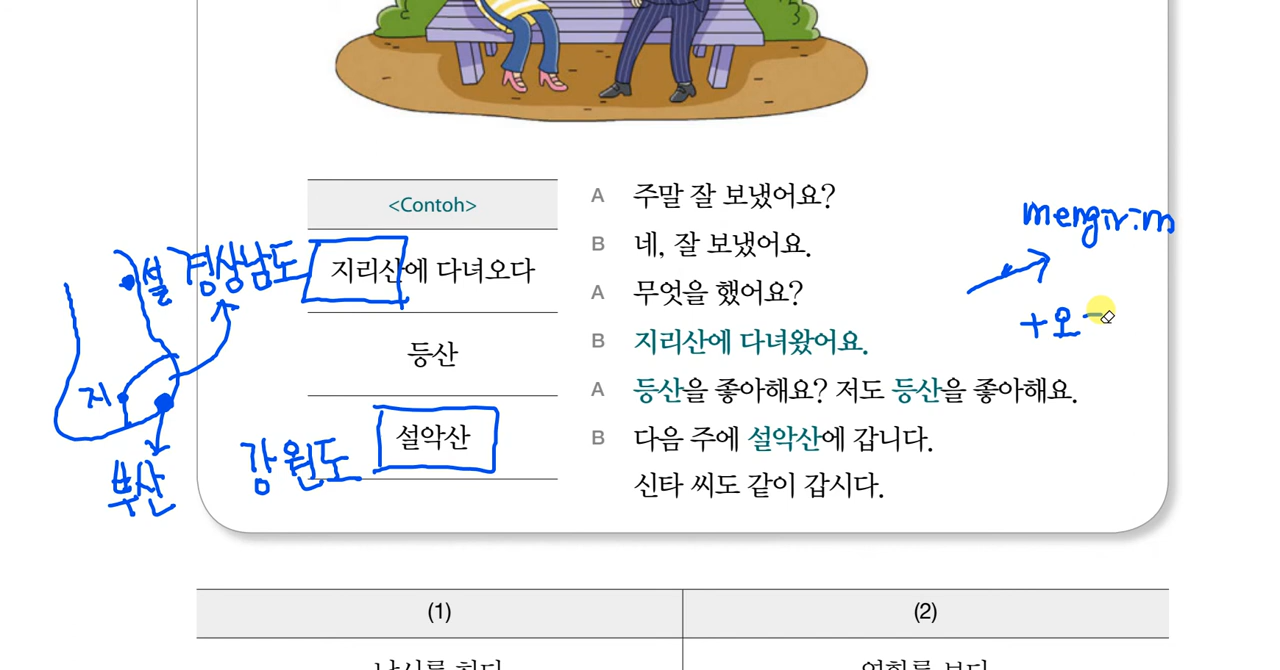 <Contoh>
지리산에 다녀오다
등산
설악산
A 주말 잘 보냈어요?
B 네, 잘 보냈어요.
A 무엇을 했어요?
B 지리산에 다녀왔어요.
A 등산을 좋아해요? 저도 등산을 좋아해요.
B 다음 주에 설악산에 갑니다.
신타 씨도 같이 갑시다.
설
경상남도
지
부산
강원도
+오
(1)
(2)